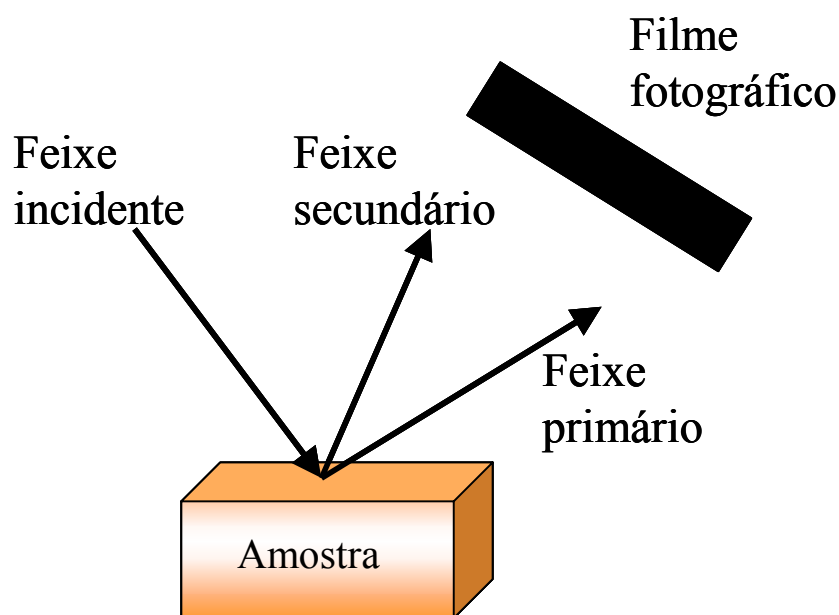 Filme
fotográfico
Feixe
incidente
Feixe
secundário
Feixe
primário
Amostra